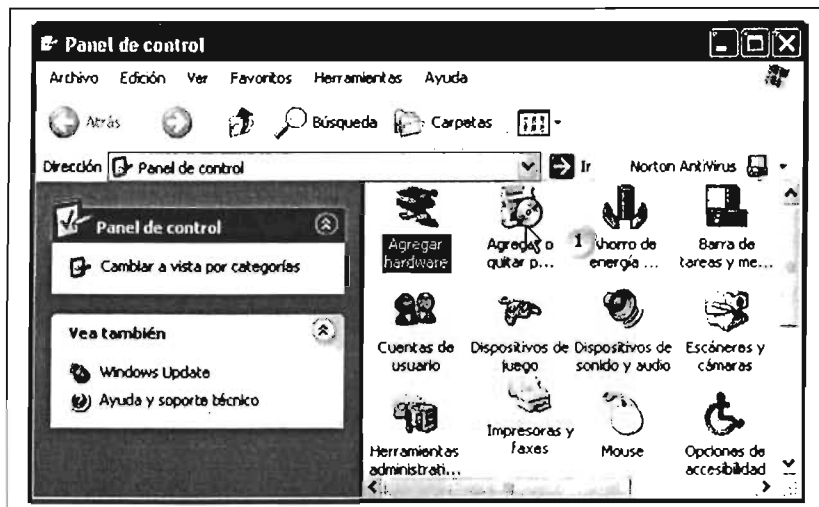 Panel de control
Archivo Edición Ver Favoritos Herramientas Ayuda
Atrás Búsqueda Carpetas
Dirección Panel de control Ir Norton AntiVirus
Panel de control
Cambiar a vista por categorías
Vea también
Windows Update
Ayuda y soporte técnico
Agregar
hardware
Agregar o
quitar p...
1
Ahorro de
energía ...
Barra de
tareas y me...
Cuentas de
usuario
Dispositivos de
juego
Dispositivos de
sonido y audio
Escáneres y
cámaras
Herramientas
administrati...
Impresoras y
faxes
Mouse
Opciones de
accesibilidad